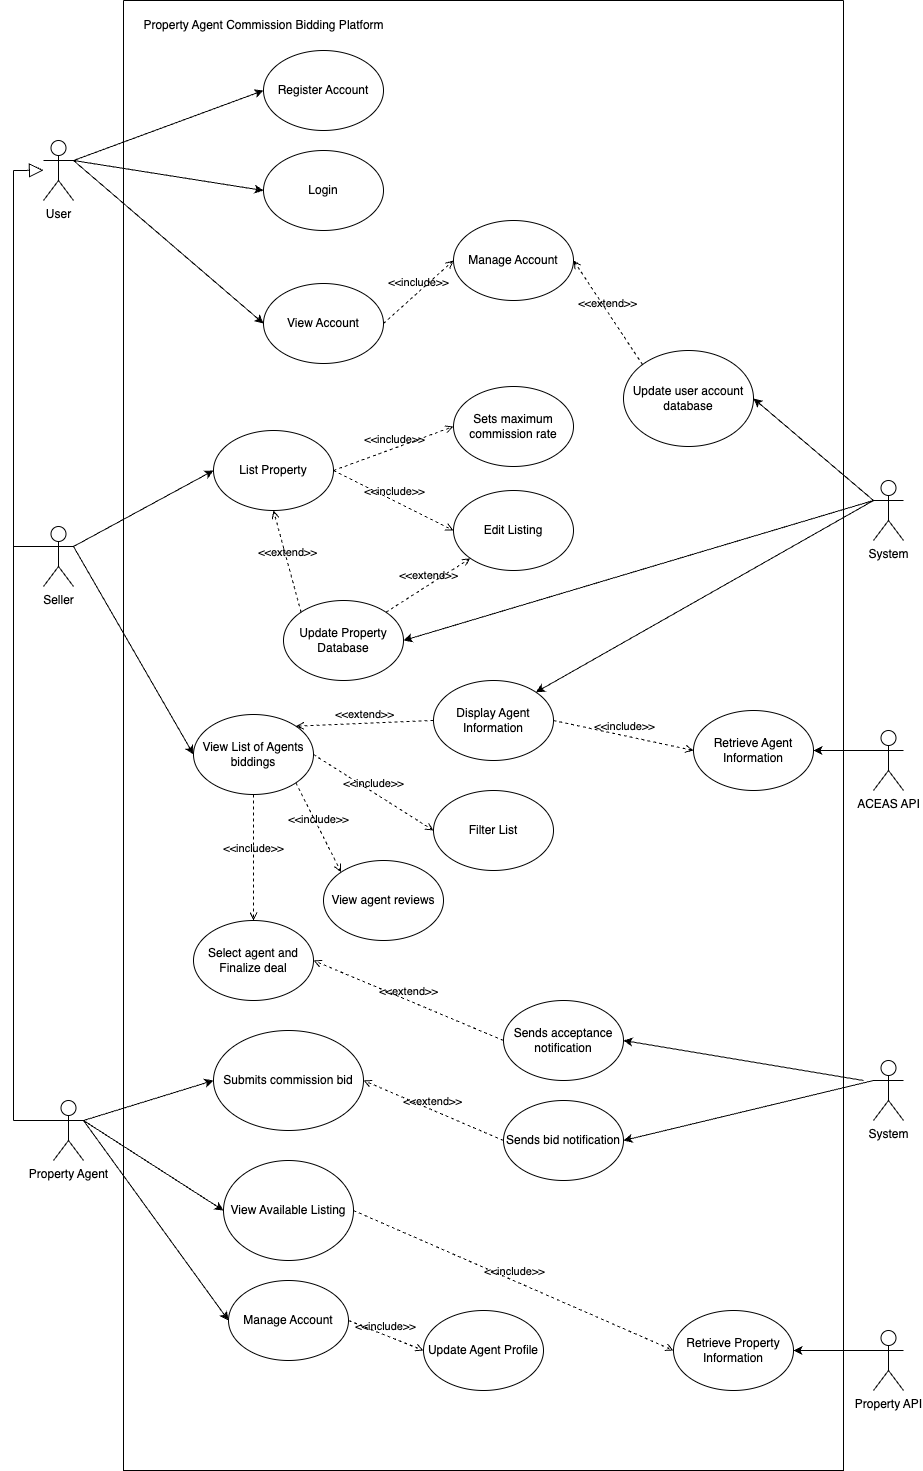 Property Agent Commission Bidding Platform
Register Account
Login
User
Manage Account
<<include>>
<<extend>>
View Account
Update user account
database
Sets maximum
commission rate
<<include>>
List Property
<<include>>
Edit Listing
System
<<extend>>
<<extend>>
Seller
Update Property
Database
Display Agent
Information
<<extend>>
<<include>>
View List of Agents
biddings
Retrieve Agent
Information
<<include>>
ACEAS API
<<include>>
Filter List
<<include>>
View agent reviews
Select agent and
Finalize deal
<<extend>>
Sends acceptance
notification
Submits commission bid
<<extend>>
Sends bid notification
System
Property Agent
View Available Listing
<<include>>
Manage Account
<<include>>
Update Agent Profile
Retrieve Property
Information
Property API